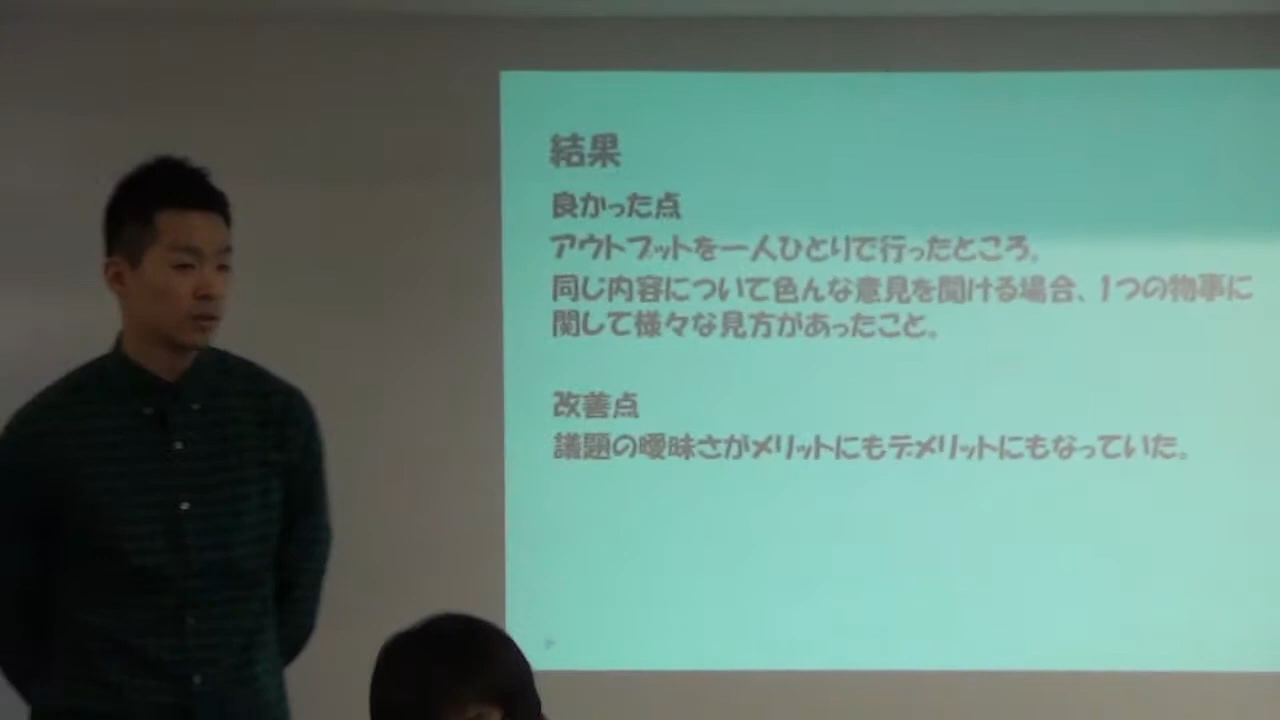 結果
良かった点
アウトプットを一人ひとりで行ったところ。
同じ内容について色んな意見を聞ける場合、1つの物事に
関して様々な見方があったこと。
改善点
議題の曖昧さがメリットにもデメリットにもなっていた。